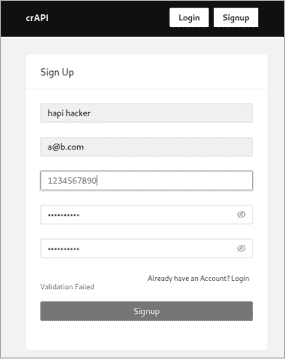 crAPI
Login Signup
Sign Up
hapi hacker
a@b.com
1234567890
••••••••••
••••••••••
Already have an Account? Login
Validation Failed
Signup